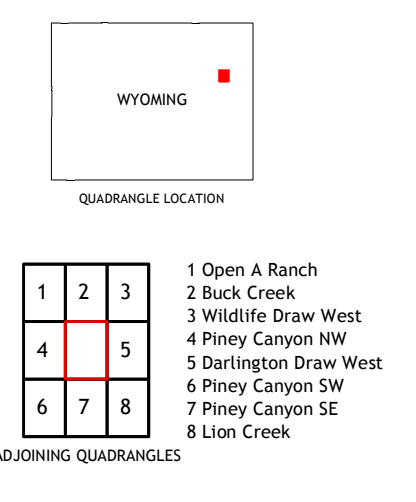 WYOMING
QUADRANGLE LOCATION
1 2 3
4 5
6 7 8
ADJOINING QUADRANGLES
1 Open A Ranch
2 Buck Creek
3 Wildlife Draw West
4 Piney Canyon NW
5 Darlington Draw West
6 Piney Canyon SW
7 Piney Canyon SE
8 Lion Creek